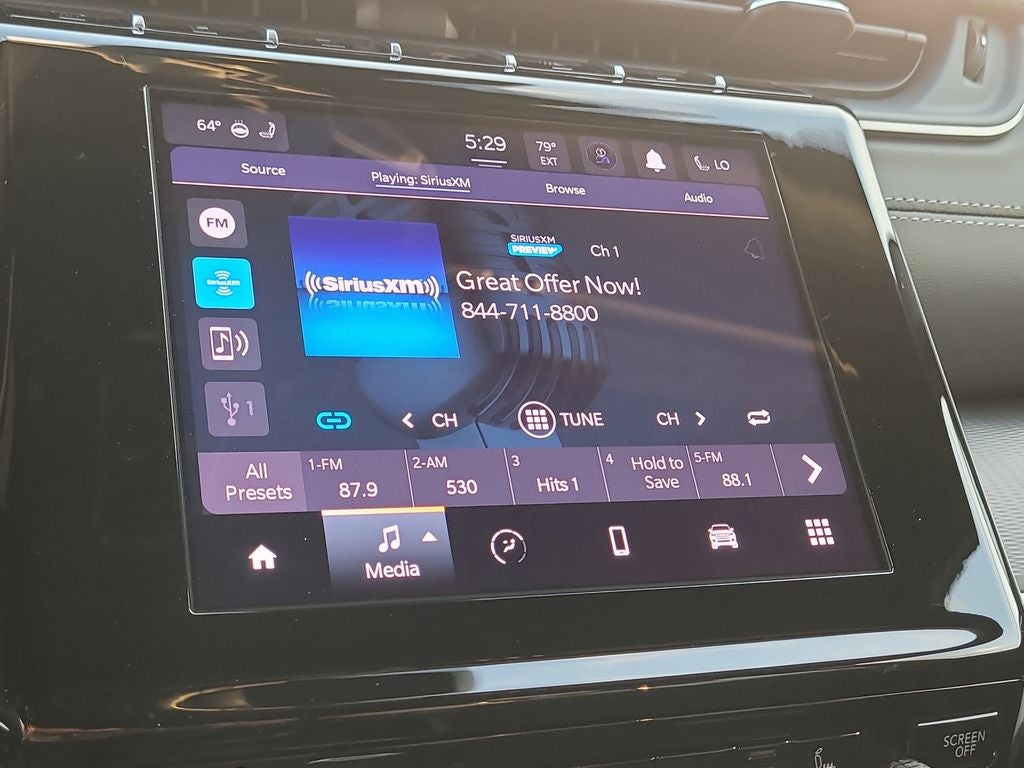 64°
5:29
79°
EXT
LO
Source
Playing: SiriusXM
Browse
Audio
FM
SiriusXM
1
((SiriusXM))
SIRIUSXM
PREVIEW
Ch 1
Great Offer Now!
844-711-8800
CH
TUNE
CH
All
Presets
1-FM
87.9
2-AM
530
3
Hits 1
4
Hold to
Save
5-FM
88.1
Media
SCREEN
OFF